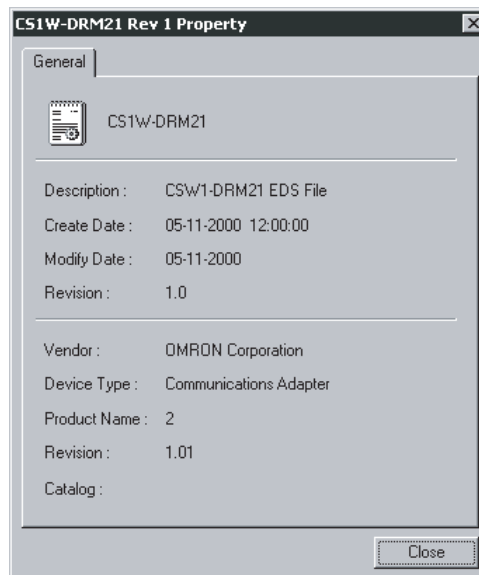 CS1W-DRM21 Rev 1 Property
General
CS1W-DRM21
Description : CSW1-DRM21 EDS File
Create Date : 05-11-2000 12:00:00
Modify Date : 05-11-2000
Revision : 1.0
Vendor : OMRON Corporation
Device Type : Communications Adapter
Product Name : 2
Revision : 1.01
Catalog :
Close